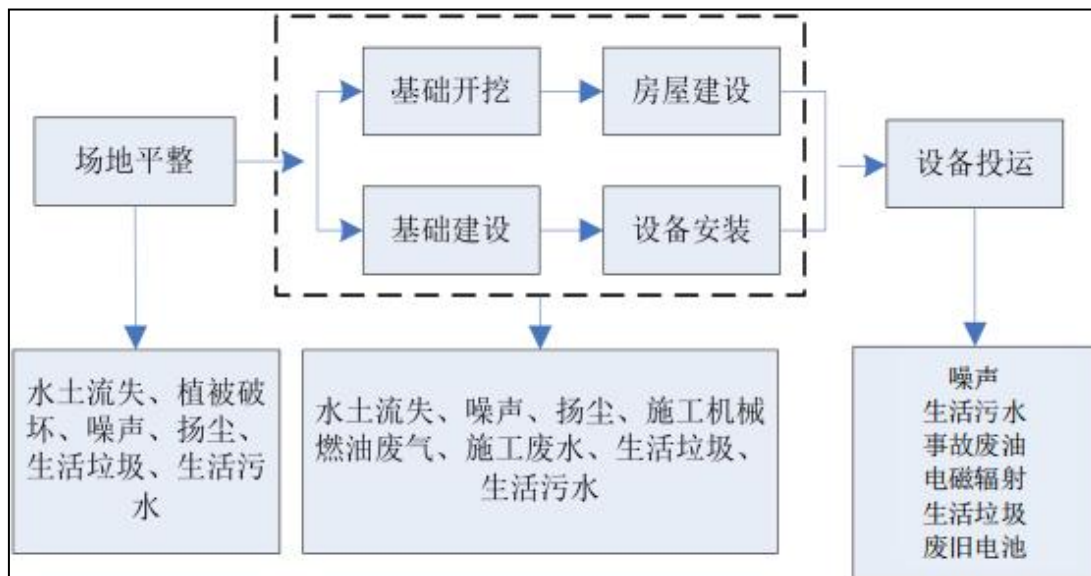 基础开挖
房屋建设
场地平整
设备投运
基础建设
设备安装
水土流失、植被破
坏、噪声、扬尘、
生活垃圾、生活污
水
水土流失、噪声、扬尘、施工机械
燃油废气、施工废水、生活垃圾、
生活污水
噪声
生活污水
事故废油
电磁辐射
生活垃圾
废旧电池